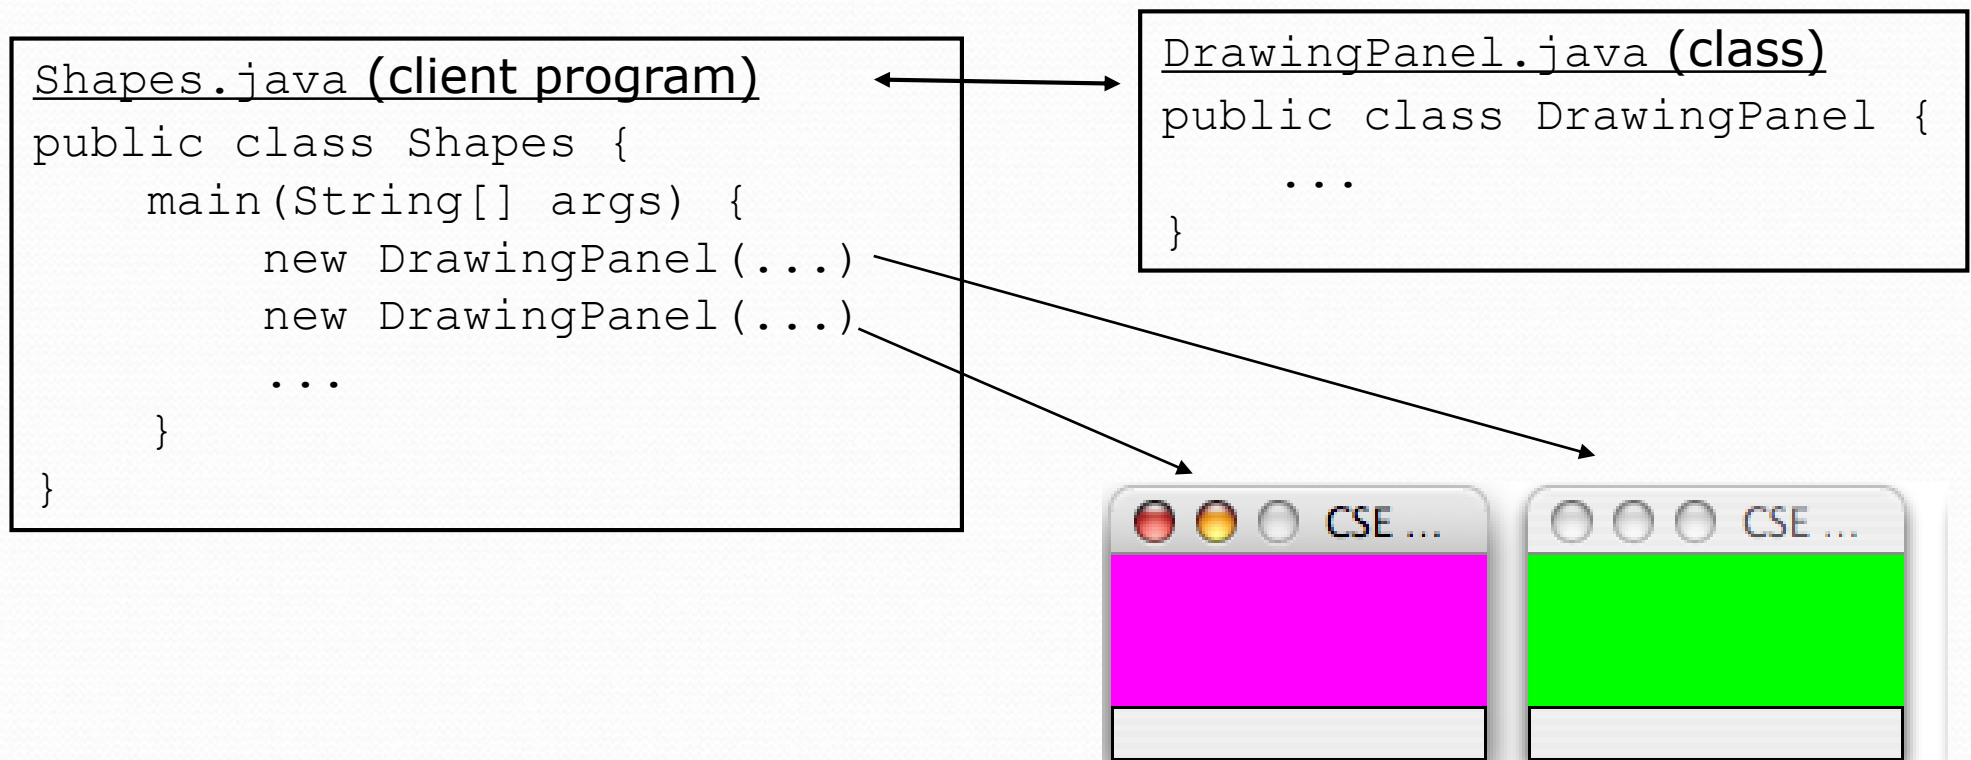 Shapes.java (client program)
public class Shapes {
    main(String[] args) {
        new DrawingPanel(...)
        new DrawingPanel(...)
        ...
    }
}
DrawingPanel.java (class)
public class DrawingPanel {
    ...
}
CSE ...
CSE ...